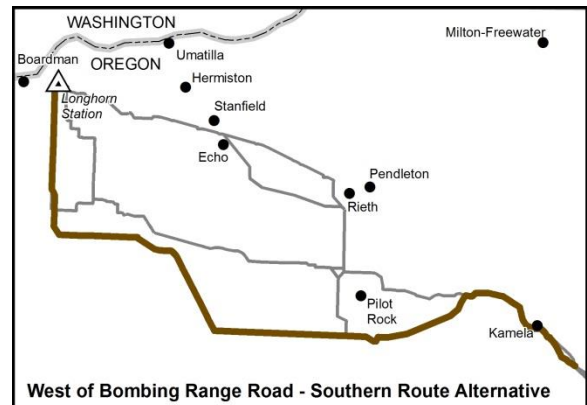 WASHINGTON
OREGON
Boardman
Umatilla
Milton-Freewater
Hermiston
Longhorn
Station
Stanfield
Echo
Pendleton
Rieth
Pilot
Rock
Kamela
West of Bombing Range Road - Southern Route Alternative